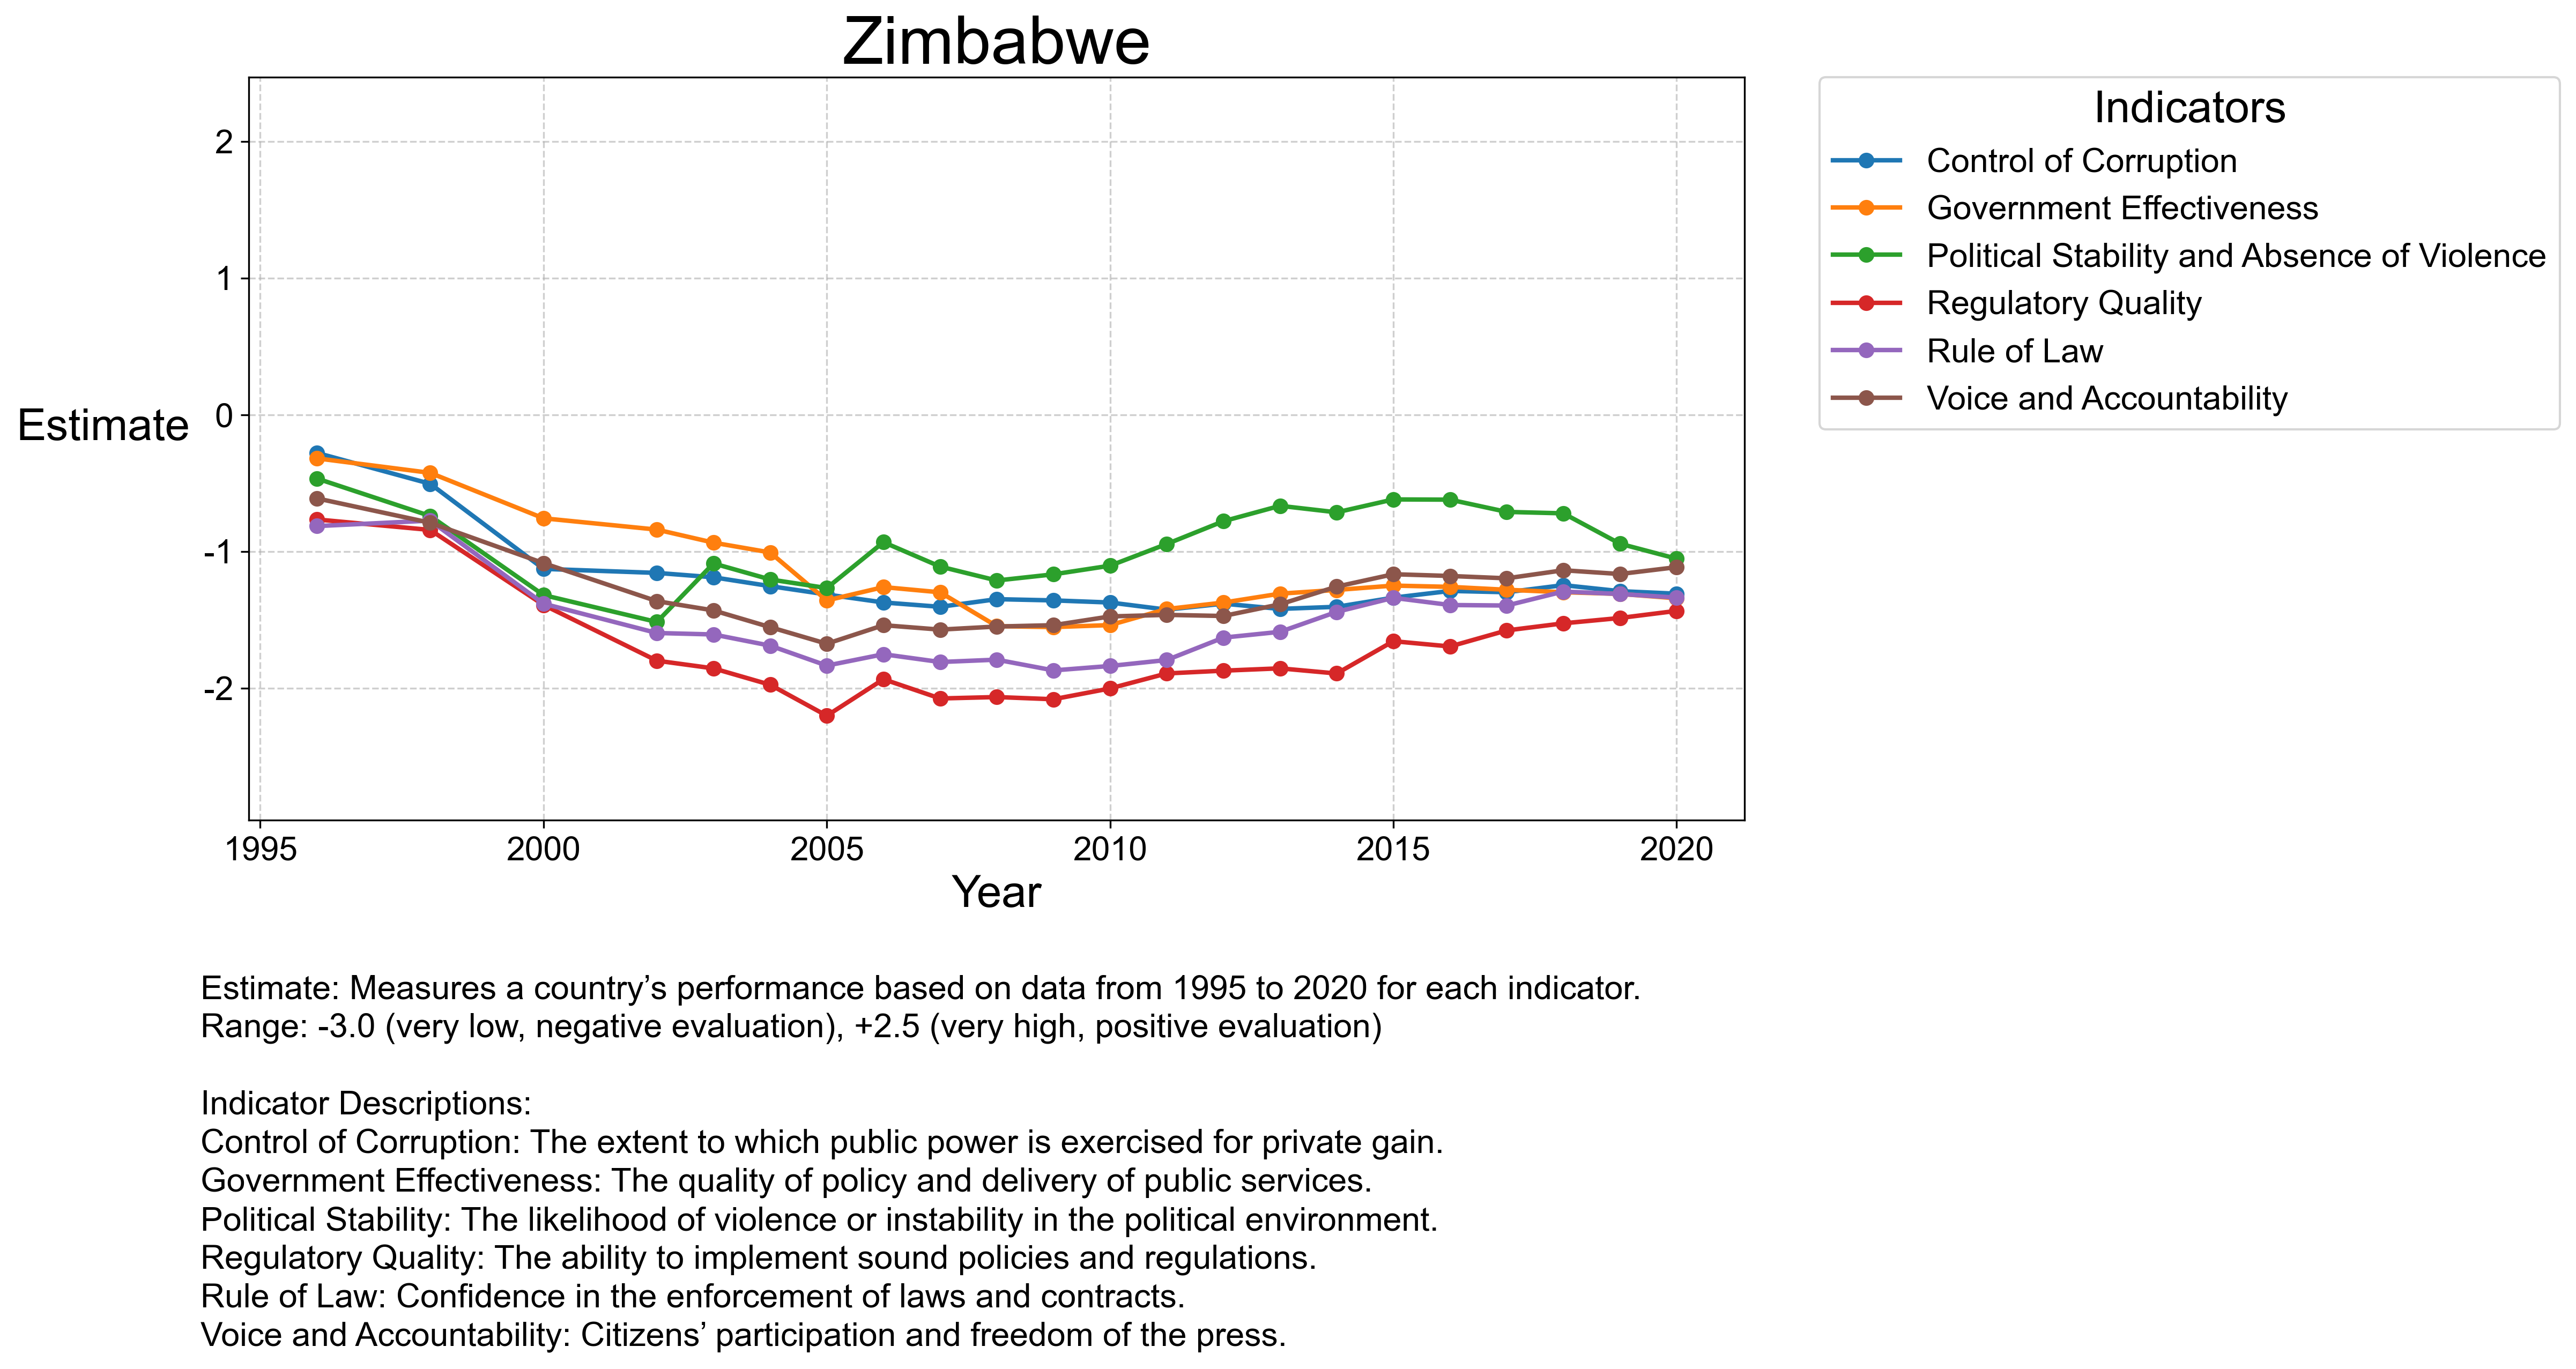 Zimbabwe
Indicators
Control of Corruption
Government Effectiveness
Political Stability and Absence of Violence
Regulatory Quality
Rule of Law
Voice and Accountability
Estimate
2
1
0
-1
-2
1995 2000 2005 2010 2015 2020
Year
Estimate: Measures a country’s performance based on data from 1995 to 2020 for each indicator.
Range: -3.0 (very low, negative evaluation), +2.5 (very high, positive evaluation)
Indicator Descriptions:
Control of Corruption: The extent to which public power is exercised for private gain.
Government Effectiveness: The quality of policy and delivery of public services.
Political Stability: The likelihood of violence or instability in the political environment.
Regulatory Quality: The ability to implement sound policies and regulations.
Rule of Law: Confidence in the enforcement of laws and contracts.
Voice and Accountability: Citizens’ participation and freedom of the press.